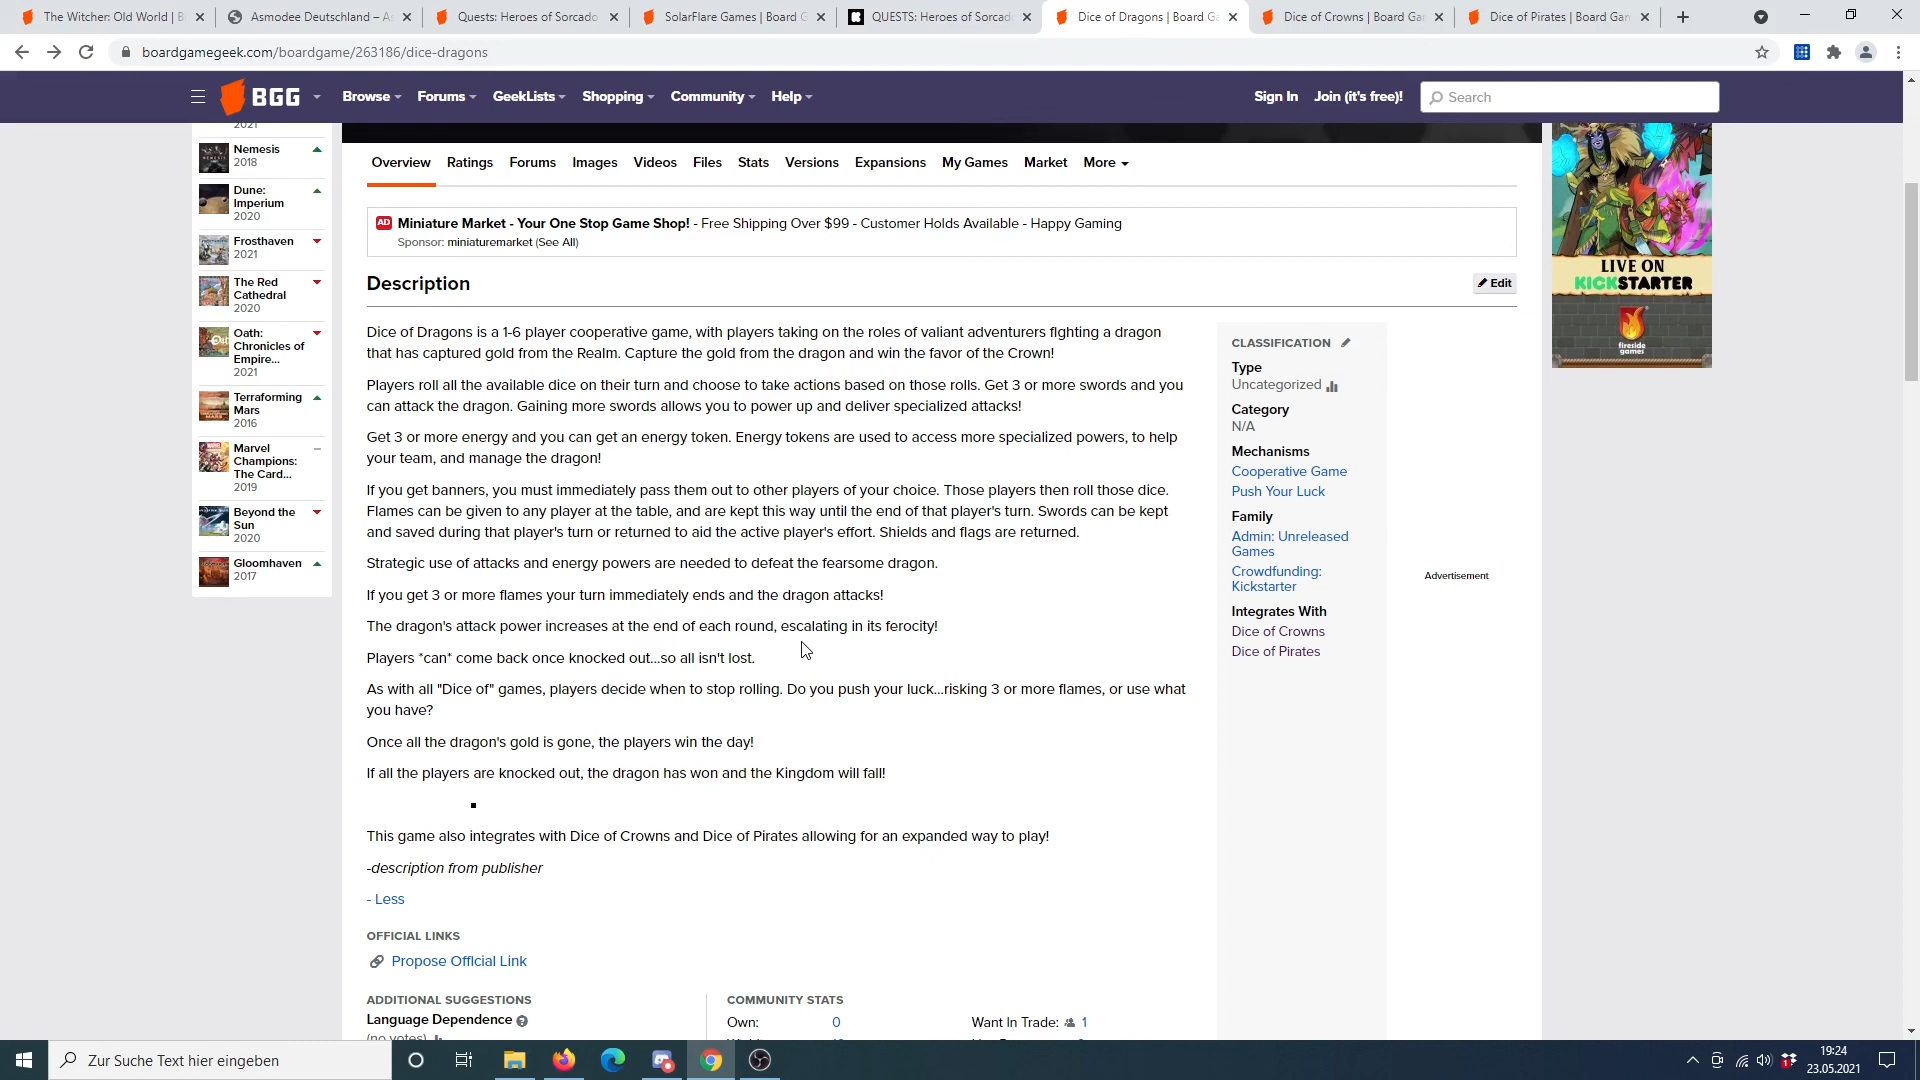 The Witcher: Old World | B
Asmodee Deutschland – As
Quests: Heroes of Sorcado
SolarFlare Games | Board G
QUESTS: Heroes of Sorcado
Dice of Dragons | Board Ga
Dice of Crowns | Board Gam
Dice of Pirates | Board Gam
boardgamegeek.com/boardgame/263186/dice-dragons
BGG Browse Forums GeekLists Shopping Community Help Sign In Join (it's free)! Search
2021
Nemesis
2018
Dune:
Imperium
2020
Frosthaven
2021
The Red
Cathedral
2020
Oath:
Chronicles of
Empire...
2021
Terraforming
Mars
2016
Marvel
Champions:
The Card...
2019
Beyond the
Sun
2020
Gloomhaven
2017
Overview Ratings Forums Images Videos Files Stats Versions Expansions My Games Market More
AD Miniature Market - Your One Stop Game Shop! - Free Shipping Over $99 - Customer Holds Available - Happy Gaming
Sponsor: miniaturemarket (See All)
Description
Edit
Dice of Dragons is a 1-6 player cooperative game, with players taking on the roles of valiant adventurers fighting a dragon
that has captured gold from the Realm. Capture the gold from the dragon and win the favor of the Crown!
Players roll all the available dice on their turn and choose to take actions based on those rolls. Get 3 or more swords and you
can attack the dragon. Gaining more swords allows you to power up and deliver specialized attacks!
Get 3 or more energy and you can get an energy token. Energy tokens are used to access more specialized powers, to help
your team, and manage the dragon!
If you get banners, you must immediately pass them out to other players of your choice. Those players then roll those dice.
Flames can be given to any player at the table, and are kept this way until the end of that player's turn. Swords can be kept
and saved during that player's turn or returned to aid the active player's effort. Shields and flags are returned.
Strategic use of attacks and energy powers are needed to defeat the fearsome dragon.
If you get 3 or more flames your turn immediately ends and the dragon attacks!
The dragon's attack power increases at the end of each round, escalating in its ferocity!
Players *can* come back once knocked out...so all isn't lost.
As with all "Dice of" games, players decide when to stop rolling. Do you push your luck...risking 3 or more flames, or use what
you have?
Once all the dragon's gold is gone, the players win the day!
If all the players are knocked out, the dragon has won and the Kingdom will fall!
This game also integrates with Dice of Crowns and Dice of Pirates allowing for an expanded way to play!
-description from publisher
- Less
OFFICIAL LINKS
Propose Official Link
ADDITIONAL SUGGESTIONS
Language Dependence
(no votes)
COMMUNITY STATS
Own: 0
Want In Trade: 1
CLASSIFICATION
Type
Uncategorized
Category
N/A
Mechanisms
Cooperative Game
Push Your Luck
Family
Admin: Unreleased
Games
Crowdfunding:
Kickstarter
Integrates With
Dice of Crowns
Dice of Pirates
Advertisement
LIVE ON
KICKSTARTER
fireside
games
Zur Suche Text hier eingeben
19:24
23.05.2021